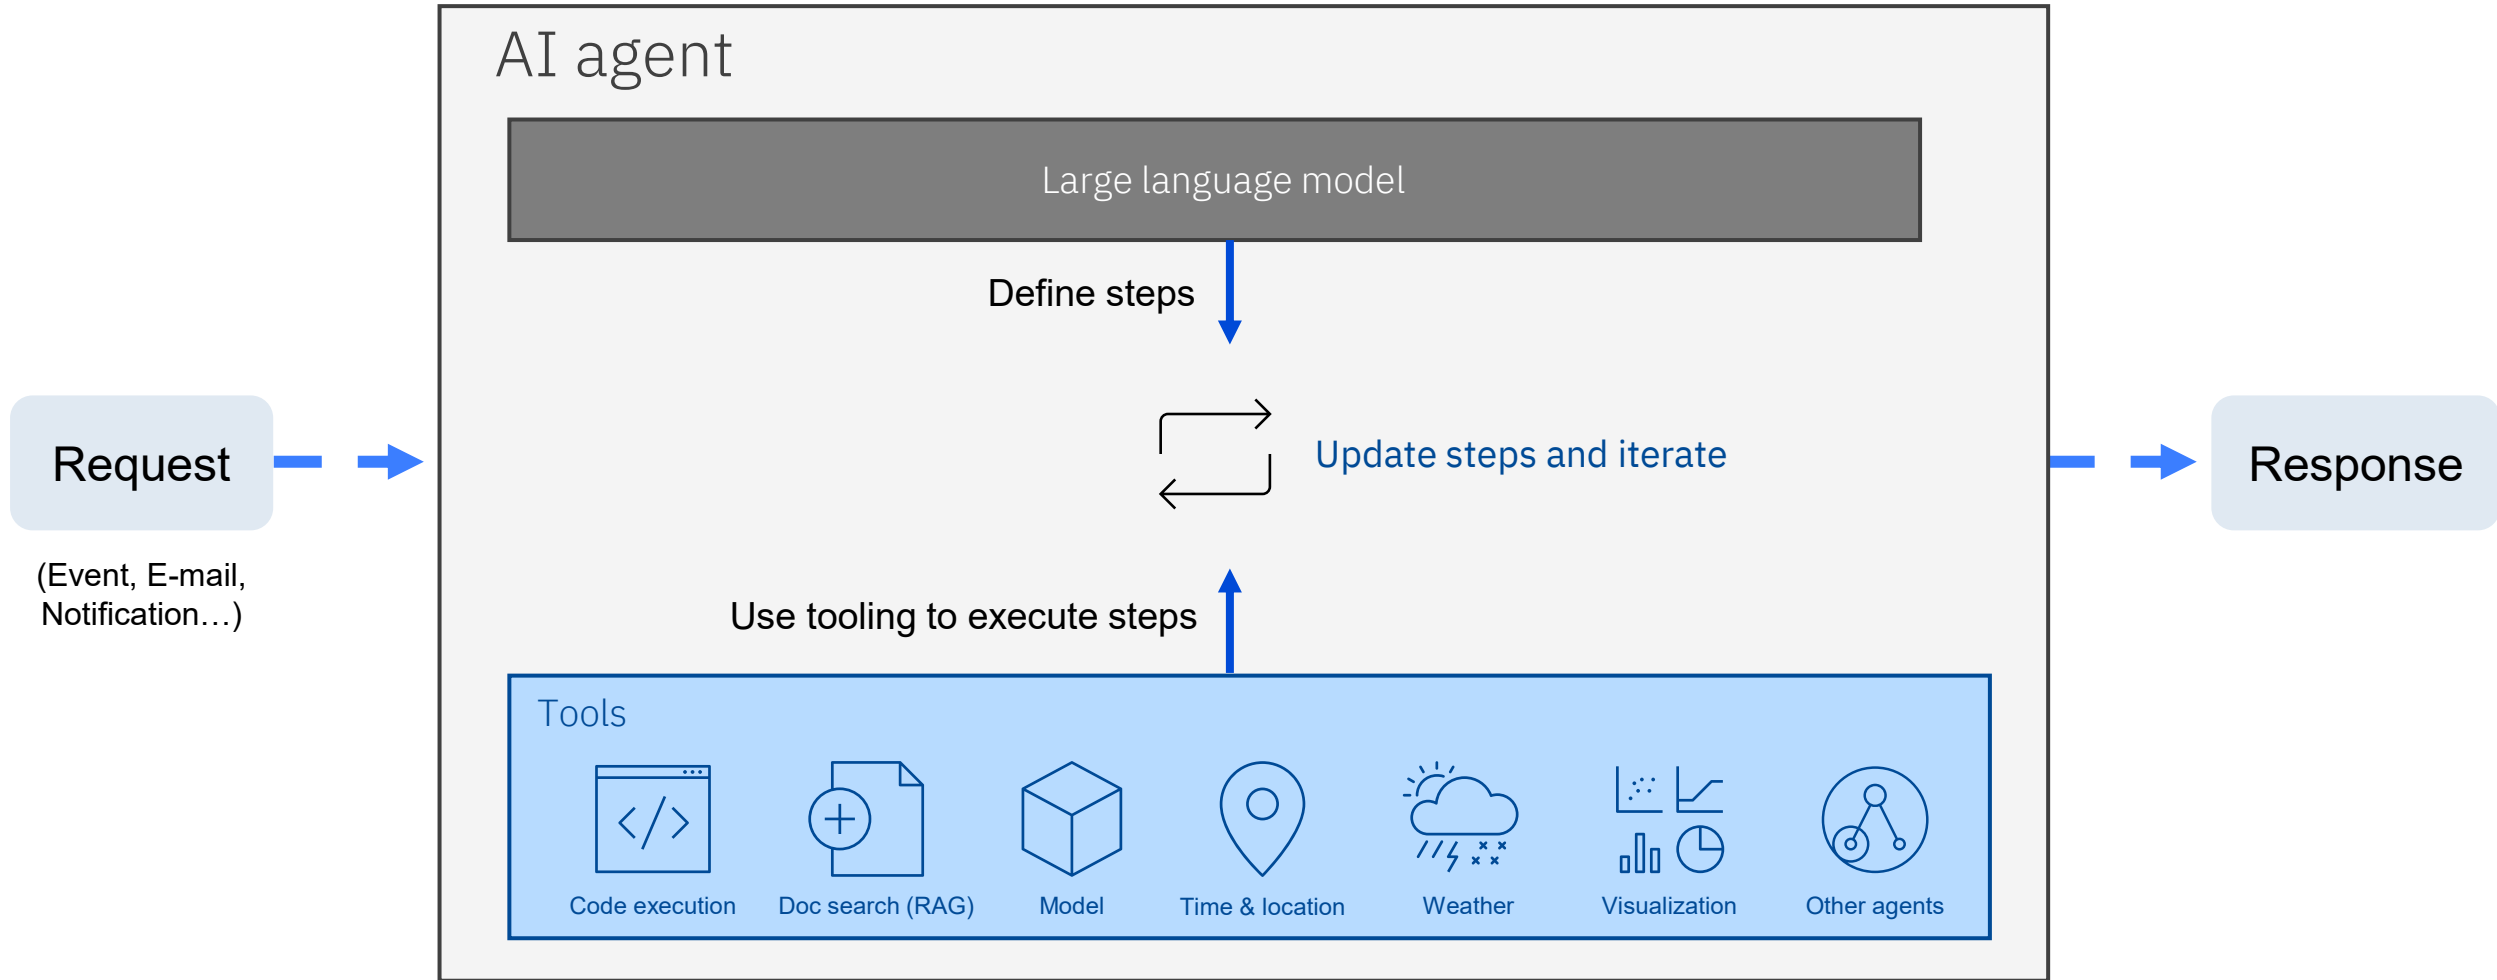 AI agent
Large language model
Define steps
Request
Update steps and iterate
Response
(Event, E-mail,
Notification…)
Use tooling to execute steps
Tools
Code execution
Doc search (RAG)
Model
Time & location
Weather
Visualization
Other agents